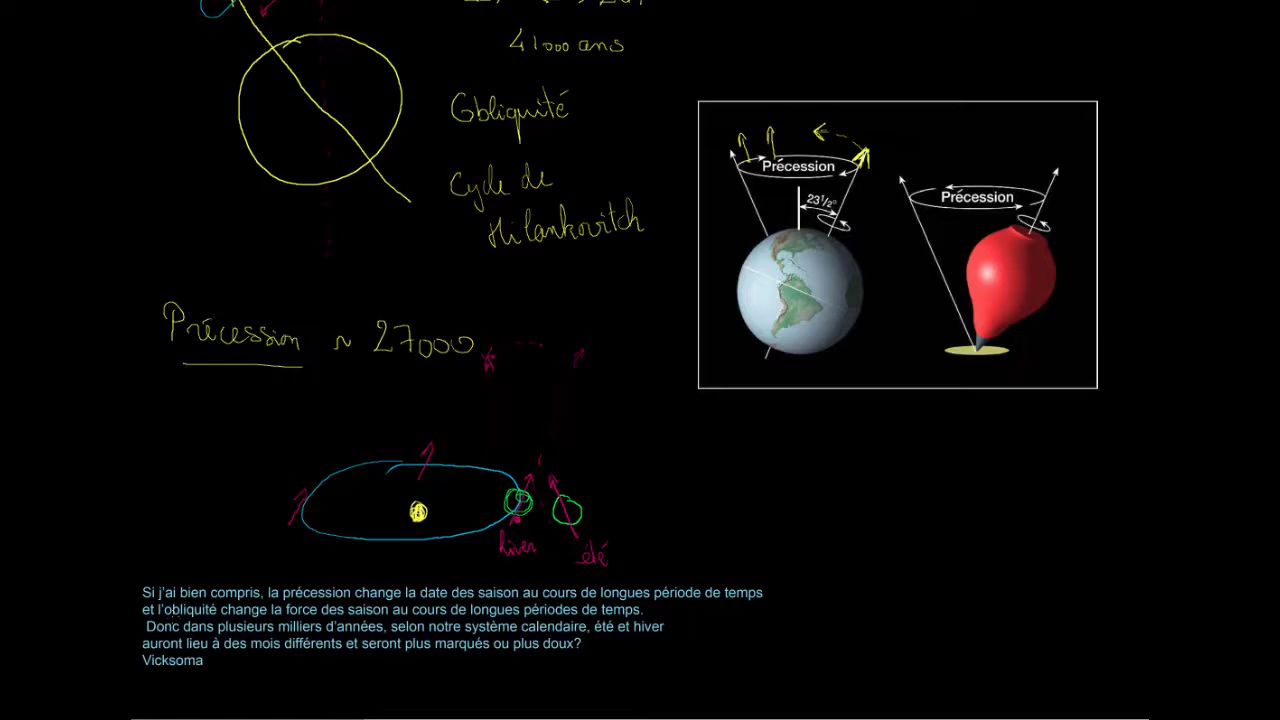 41000 ans
Obliquité
Cycle de
Milankovitch
Précession
23½°
Précession
Précession ~ 27000
hiver
été
Si j'ai bien compris, la précession change la date des saison au cours de longues période de temps
et l'obliquité change la force des saison au cours de longues périodes de temps.
Donc dans plusieurs milliers d'années, selon notre système calendaire, été et hiver
auront lieu à des mois différents et seront plus marqués ou plus doux?
Vicksoma